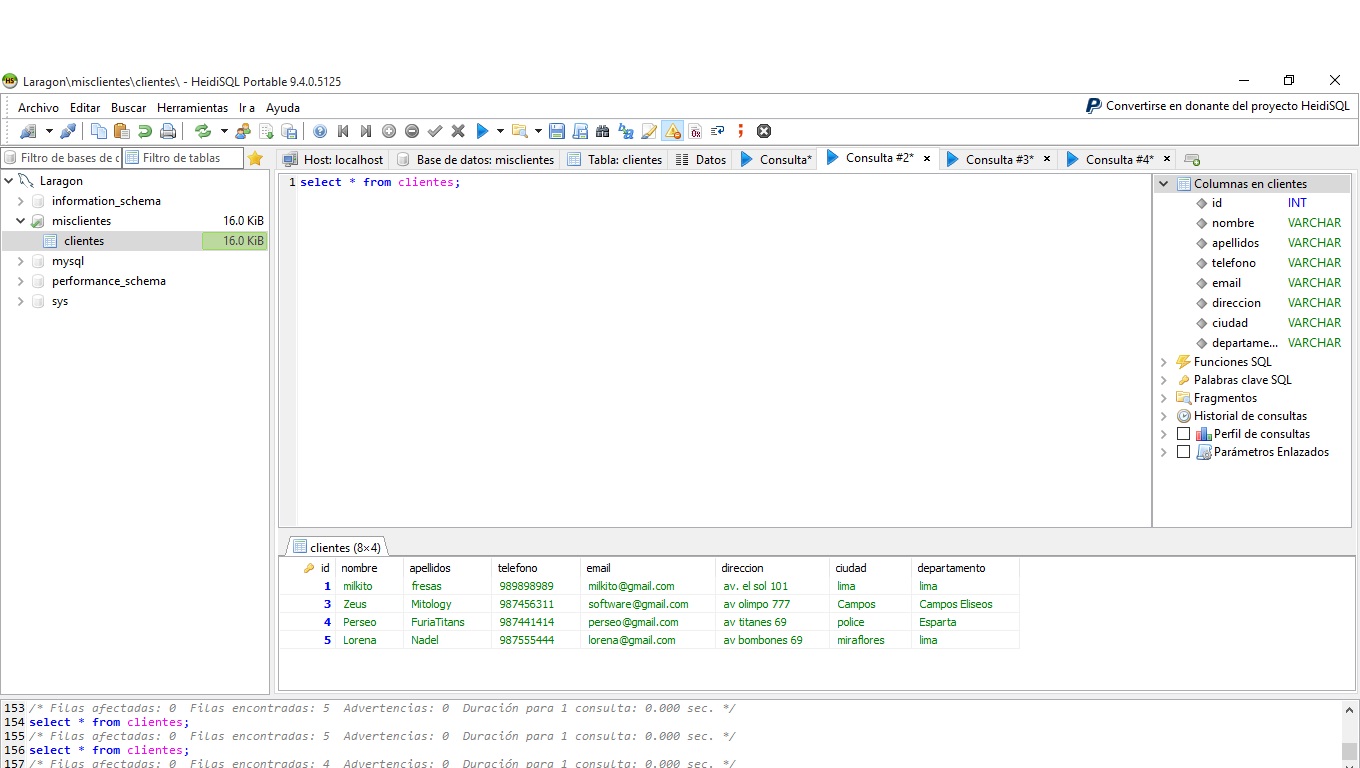 Laragon\misclientes\clientes\ - HeidiSQL Portable 9.4.0.5125
Archivo Editar Buscar Herramientas Ir a Ayuda
Convertirse en donante del proyecto HeidiSQL
Filtro de bases de c
Filtro de tablas
Host: localhost
Base de datos: misclientes
Tabla: clientes
Datos
Consulta*
Consulta #2*
Consulta #3*
Consulta #4*
Laragon
information_schema
misclientes 16.0 KiB
clientes 16.0 KiB
mysql
performance_schema
sys
1 select * from clientes;
Columnas en clientes
id INT
nombre VARCHAR
apellidos VARCHAR
telefono VARCHAR
email VARCHAR
direccion VARCHAR
ciudad VARCHAR
departame... VARCHAR
Funciones SQL
Palabras clave SQL
Fragmentos
Historial de consultas
Perfil de consultas
Parámetros Enlazados
clientes (8×4)
id nombre apellidos telefono email direccion ciudad departamento
1 milkito fresas 989898989 milkito@gmail.com av. el sol 101 lima lima
3 Zeus Mitology 987456311 software@gmail.com av olimpo 777 Campos Campos Eliseos
4 Perseo FuriaTitans 987441414 perseo@gmail.com av titanes 69 police Esparta
5 Lorena Nadel 987555444 lorena@gmail.com av bombones 69 miraflores lima
153 /* Filas afectadas: 0 Filas encontradas: 5 Advertencias: 0 Duración para 1 consulta: 0.000 sec. */
154 select * from clientes;
155 /* Filas afectadas: 0 Filas encontradas: 5 Advertencias: 0 Duración para 1 consulta: 0.000 sec. */
156 select * from clientes;
157 /* Filas afectadas: 0 Filas encontradas: 4 Advertencias: 0 Duración para 1 consulta: 0.000 sec. */